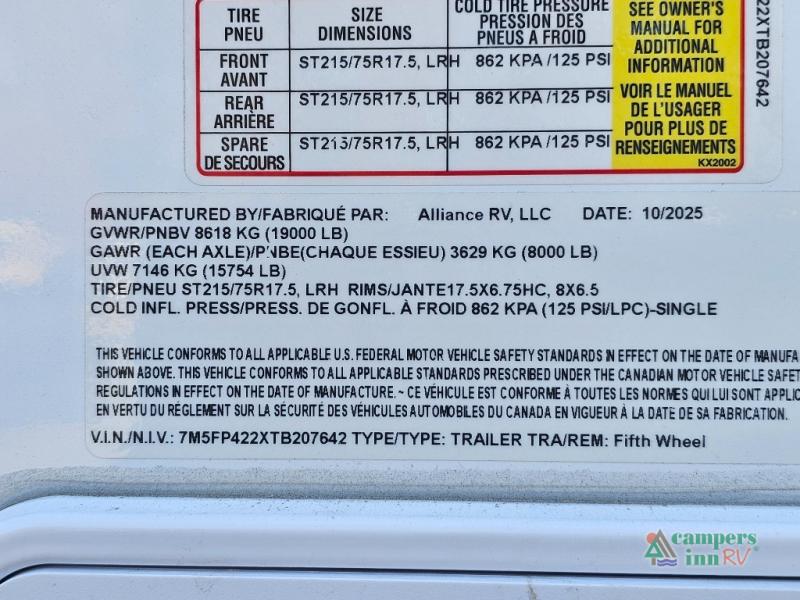 TIRE SIZE COLD TIRE PRESSURE
PNEU DIMENSIONS PRESSION DES
PNEUS A FROID
FRONT
AVANT ST215/75R17.5, LRH 862 KPA /125 PSI
REAR
ARRIÈRE ST215/75R17.5, LRH 862 KPA /125 PSI
SPARE
DE SECOURS ST215/75R17.5, LRH 862 KPA /125 PSI
SEE OWNER'S
MANUAL FOR
ADDITIONAL
INFORMATION
VOIR LE MANUEL
DE L'USAGER
POUR PLUS DE
RENSEIGNEMENTS
KX2002
22XTB207642
MANUFACTURED BY/FABRIQUÉ PAR: Alliance RV, LLC DATE: 10/2025
GVWR/PNBV 8618 KG (19000 LB)
GAWR (EACH AXLE)/PNBE(CHAQUE ESSIEU) 3629 KG (8000 LB)
UVW 7146 KG (15754 LB)
TIRE/PNEU ST215/75R17.5, LRH RIMS/JANTE17.5X6.75HC, 8X6.5
COLD INFL. PRESS/PRESS. DE GONFL. À FROID 862 KPA (125 PSI/LPC)-SINGLE
THIS VEHICLE CONFORMS TO ALL APPLICABLE U.S. FEDERAL MOTOR VEHICLE SAFETY STANDARDS IN EFFECT ON THE DATE OF MANUFA
SHOWN ABOVE. THIS VEHICLE CONFORMS TO ALL APPLICABLE STANDARDS PRESCRIBED UNDER THE CANADIAN MOTOR VEHICLE SAFET
REGULATIONS IN EFFECT ON THE DATE OF MANUFACTURE. ~ CE VÉHICULE EST CONFORME À TOUTES LES NORMES QUI LUI SONT APPLIC
EN VERTU DU RÈGLEMENT SUR LA SÉCURITÉ DES VÉHICULES AUTOMOBILES DU CANADA EN VIGUEUR À LA DATE DE SA FABRICATION.
V.I.N./N.I.V.: 7M5FP422XTB207642 TYPE/TYPE: TRAILER TRA/REM: Fifth Wheel
campers
inn RV®